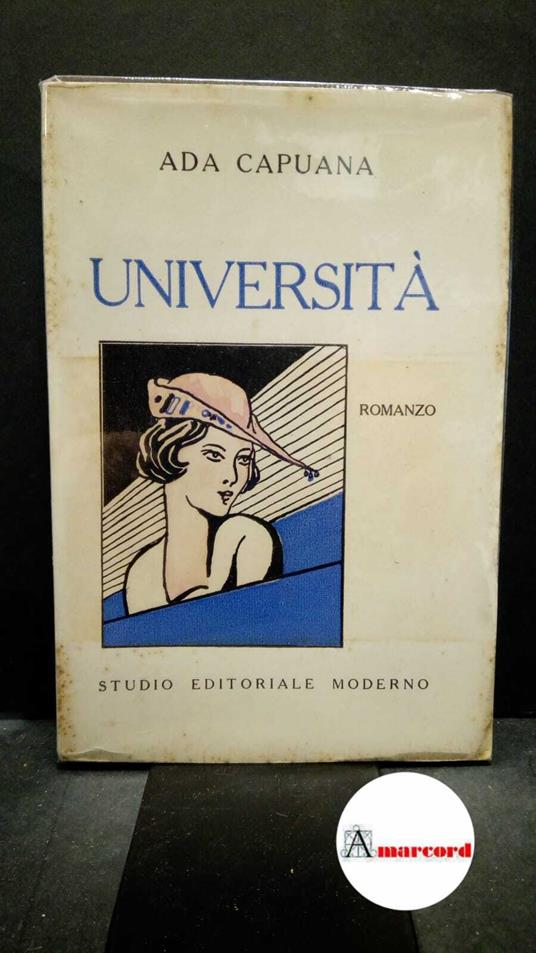 ADA CAPUANA
UNIVERSITÀ
ROMANZO
STUDIO EDITORIALE MODERNO
Amarcord